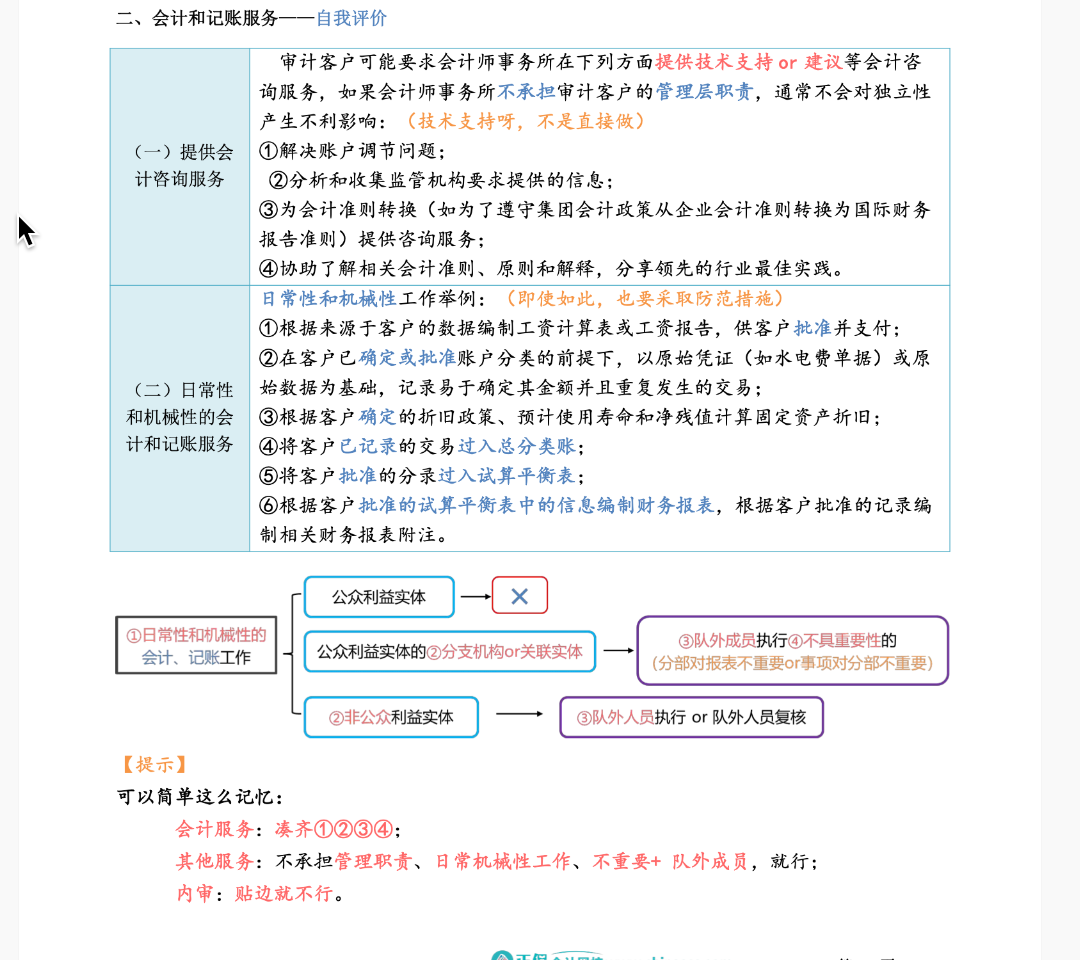 二、会计和记账服务——自我评价
（一）提供会
计咨询服务
审计客户可能要求会计师事务所在下列方面提供技术支持 or 建议等会计咨
询服务，如果会计师事务所不承担审计客户的管理层职责，通常不会对独立性
产生不利影响：（技术支持呀，不是直接做）
①解决账户调节问题；
②分析和收集监管机构要求提供的信息；
③为会计准则转换（如为了遵守集团会计政策从企业会计准则转换为国际财务
报告准则）提供咨询服务；
④协助了解相关会计准则、原则和解释，分享领先的行业最佳实践。
（二）日常性
和机械性的会
计和记账服务
日常性和机械性工作举例：（即使如此，也要采取防范措施）
①根据来源于客户的数据编制工资计算表或工资报告，供客户批准并支付；
②在客户已确定或批准账户分类的前提下，以原始凭证（如水电费单据）或原
始数据为基础，记录易于确定其金额并且重复发生的交易；
③根据客户确定的折旧政策、预计使用寿命和净残值计算固定资产折旧；
④将客户已记录的交易过入总分类账；
⑤将客户批准的分录过入试算平衡表；
⑥根据客户批准的试算平衡表中的信息编制财务报表，根据客户批准的记录编
制相关财务报表附注。
①日常性和机械性的
会计、记账工作
公众利益实体
公众利益实体的②分支机构or关联实体
③队外成员执行④不具重要性的
（分部对报表不重要or事项对分部不重要）
②非公众利益实体
③队外人员执行 or 队外人员复核
【提示】
可以简单这么记忆：
会计服务：凑齐①②③④；
其他服务：不承担管理职责、日常机械性工作、不重要+ 队外成员，就行；
内审：贴边就不行。